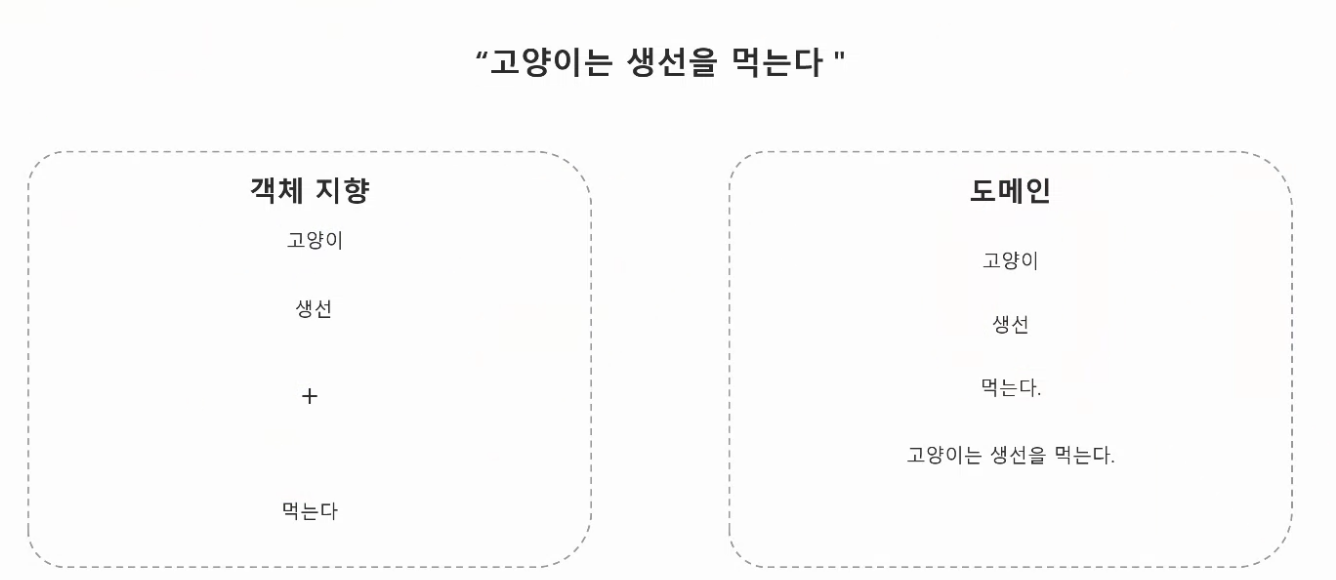 “고양이는 생선을 먹는다 "
객체 지향
고양이
생선
+
먹는다
도메인
고양이
생선
먹는다.
고양이는 생선을 먹는다.